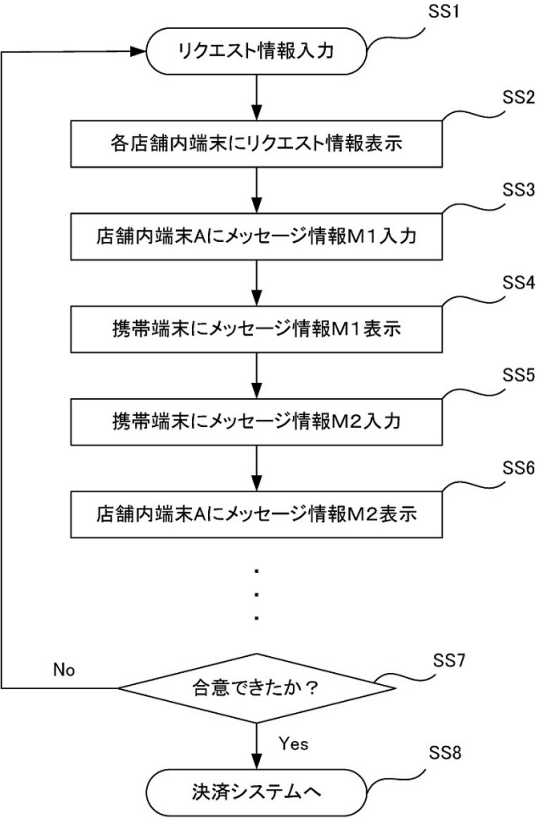 SS1
リクエスト情報入力
SS2
各店舗内端末にリクエスト情報表示
SS3
店舗内端末Aにメッセージ情報M1入力
SS4
携帯端末にメッセージ情報M1表示
SS5
携帯端末にメッセージ情報M2入力
SS6
店舗内端末Aにメッセージ情報M2表示
・
・
・
SS7
No
合意できたか？
Yes
SS8
決済システムへ